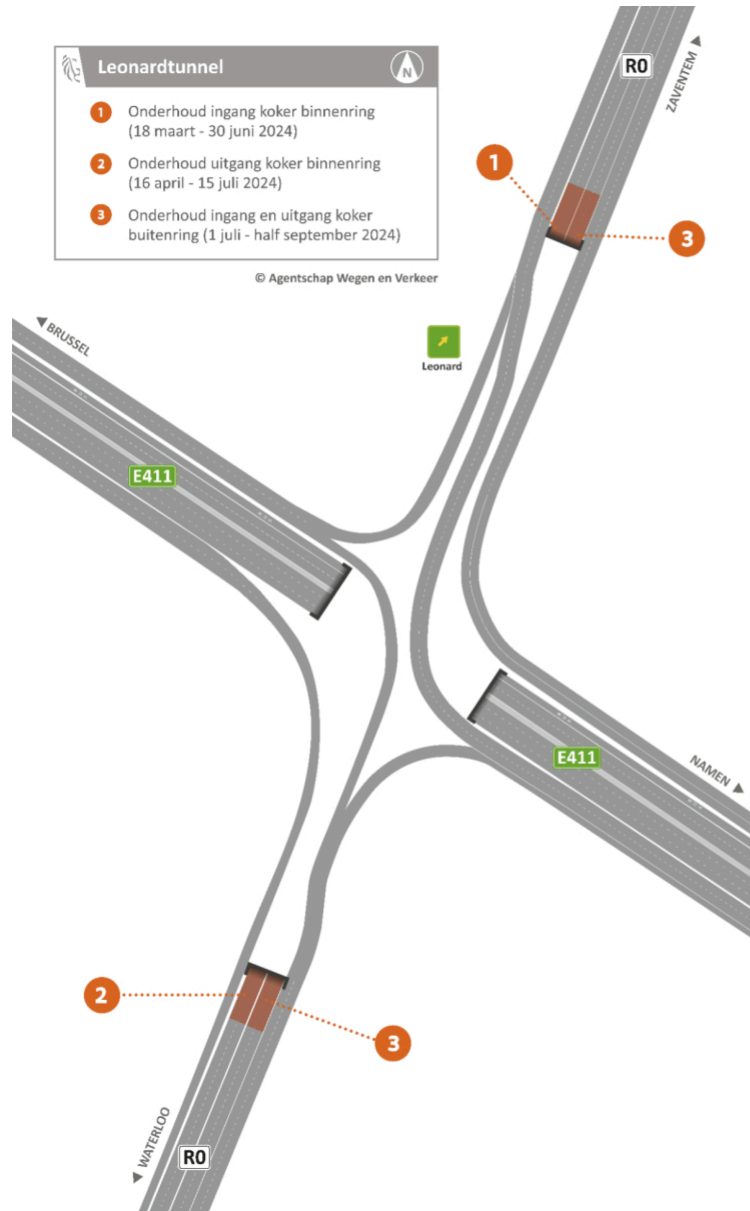 Leonardtunnel
N
1 Onderhoud ingang koker binnenring
(18 maart - 30 juni 2024)
2 Onderhoud uitgang koker binnenring
(16 april - 15 juli 2024)
3 Onderhoud ingang en uitgang koker
buitenring (1 juli - half september 2024)
© Agentschap Wegen en Verkeer
R0
ZAVENTEM
1
3
BRUSSEL
Leonard
E411
E411
NAMEN
2
3
WATERLOO
R0